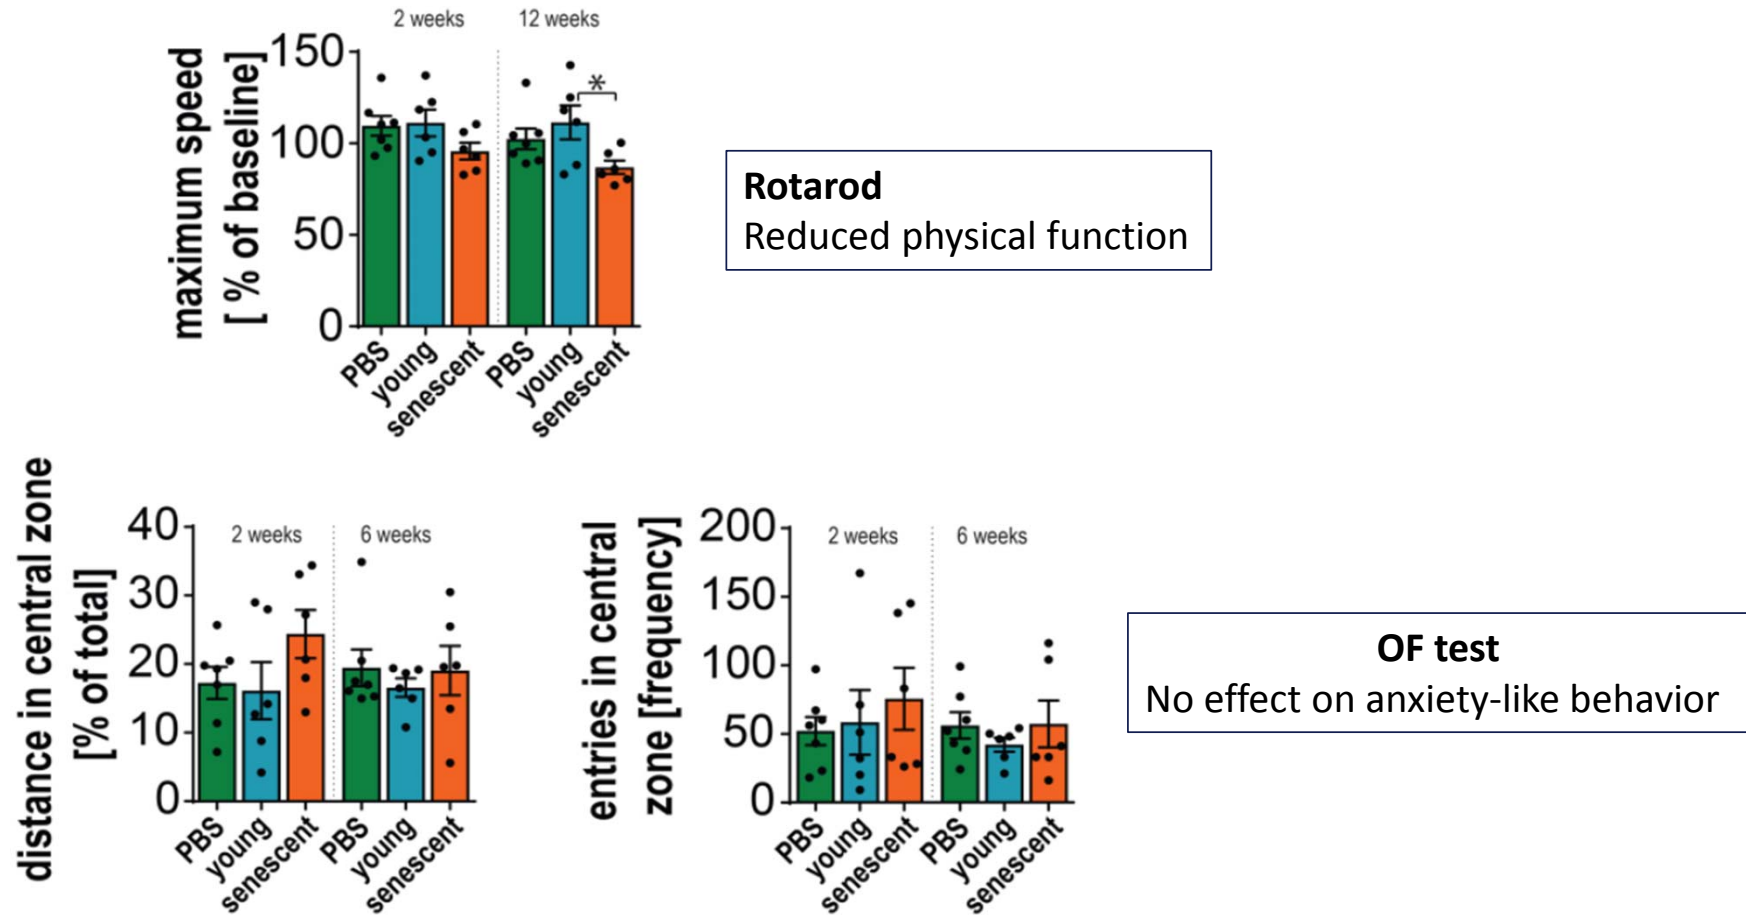 2 weeks 12 weeks
maximum speed
[ % of baseline]
150
100
50
0
*
PBS
young
senescent
PBS
young
senescent
Rotarod
Reduced physical function
distance in central zone
[% of total]
40
30
20
10
0
2 weeks 6 weeks
PBS
young
senescent
PBS
young
senescent
entries in central
zone [frequency]
200
150
100
50
0
2 weeks 6 weeks
PBS
young
senescent
PBS
young
senescent
OF test
No effect on anxiety-like behavior